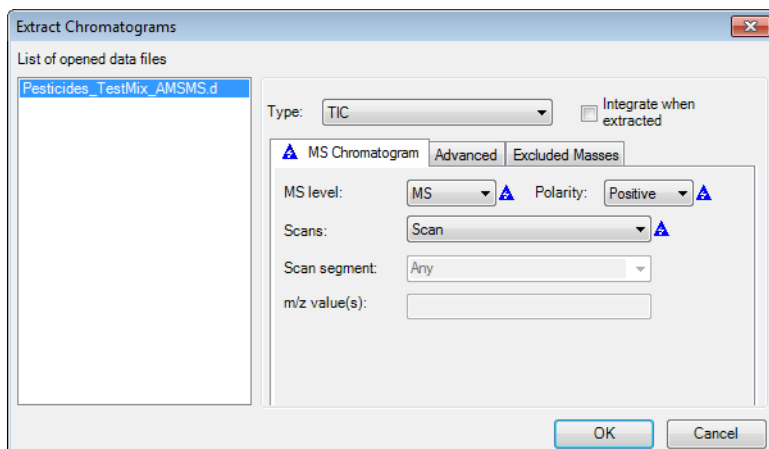 Extract Chromatograms
List of opened data files
Pesticides_TestMix_AMSMS.d
Type: TIC
Integrate when
extracted
MS Chromatogram Advanced Excluded Masses
MS level: MS Polarity: Positive
Scans: Scan
Scan segment: Any
m/z value(s):
OK Cancel